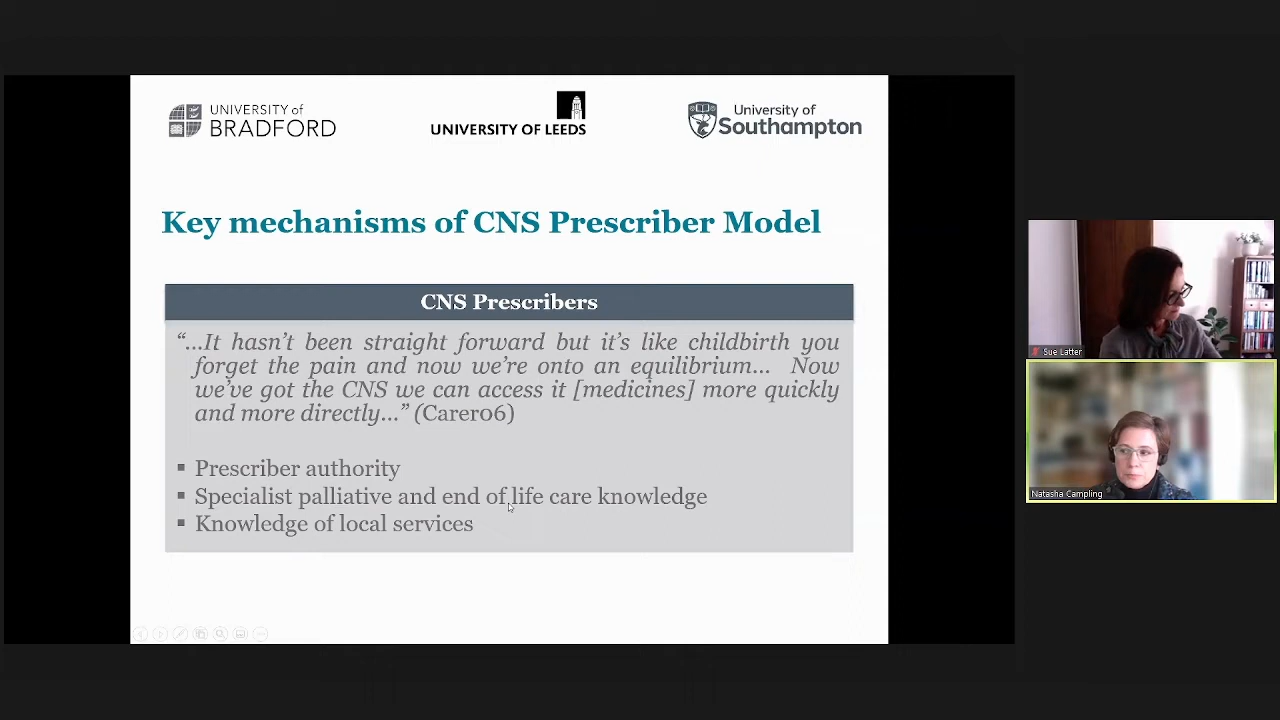 UNIVERSITY of
BRADFORD
UNIVERSITY OF LEEDS
University of
Southampton
Key mechanisms of CNS Prescriber Model
CNS Prescribers
“…It hasn’t been straight forward but it’s like childbirth you
forget the pain and now we’re onto an equilibrium… Now
we’ve got the CNS we can access it [medicines] more quickly
and more directly…” (Carer06)
▪ Prescriber authority
▪ Specialist palliative and end of life care knowledge
▪ Knowledge of local services
Sue Latter
Natasha Campling